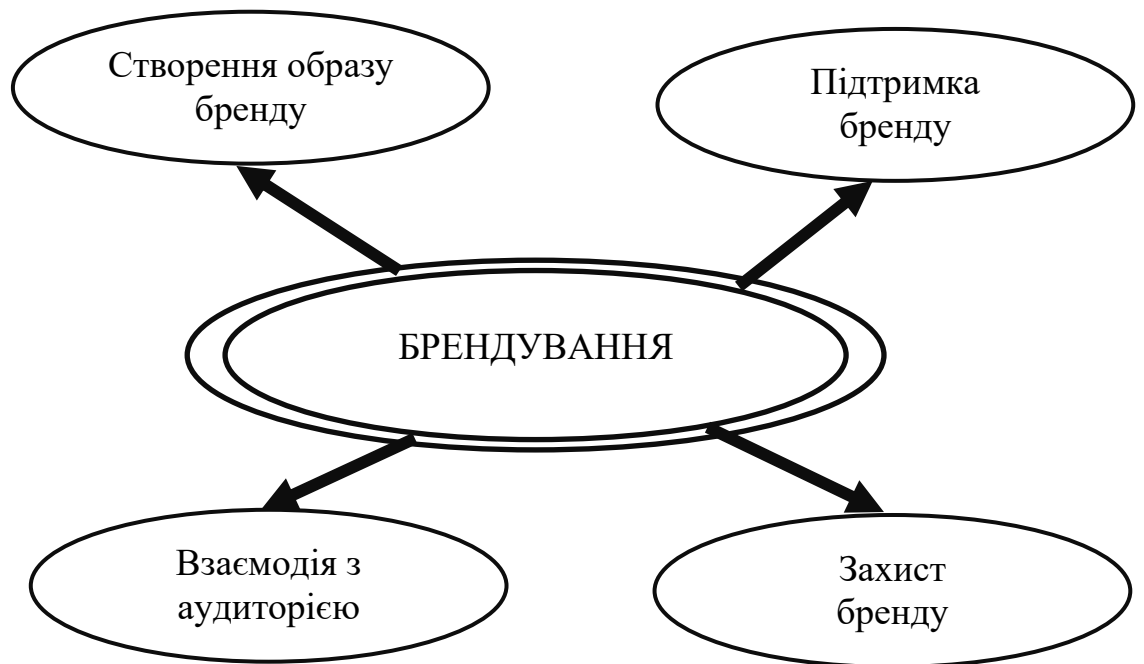 Створення образу
бренду
Підтримка
бренду
БРЕНДУВАННЯ
Взаємодія з
аудиторією
Захист
бренду